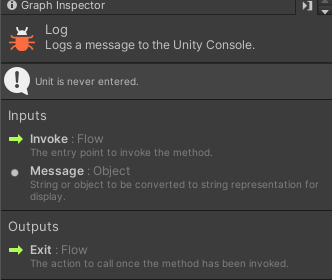 Graph Inspector
Log
Logs a message to the Unity Console.
Unit is never entered.
Inputs
Invoke : Flow
The entry point to invoke the method.
Message : Object
String or object to be converted to string representation for
display.
Outputs
Exit : Flow
The action to call once the method has been invoked.